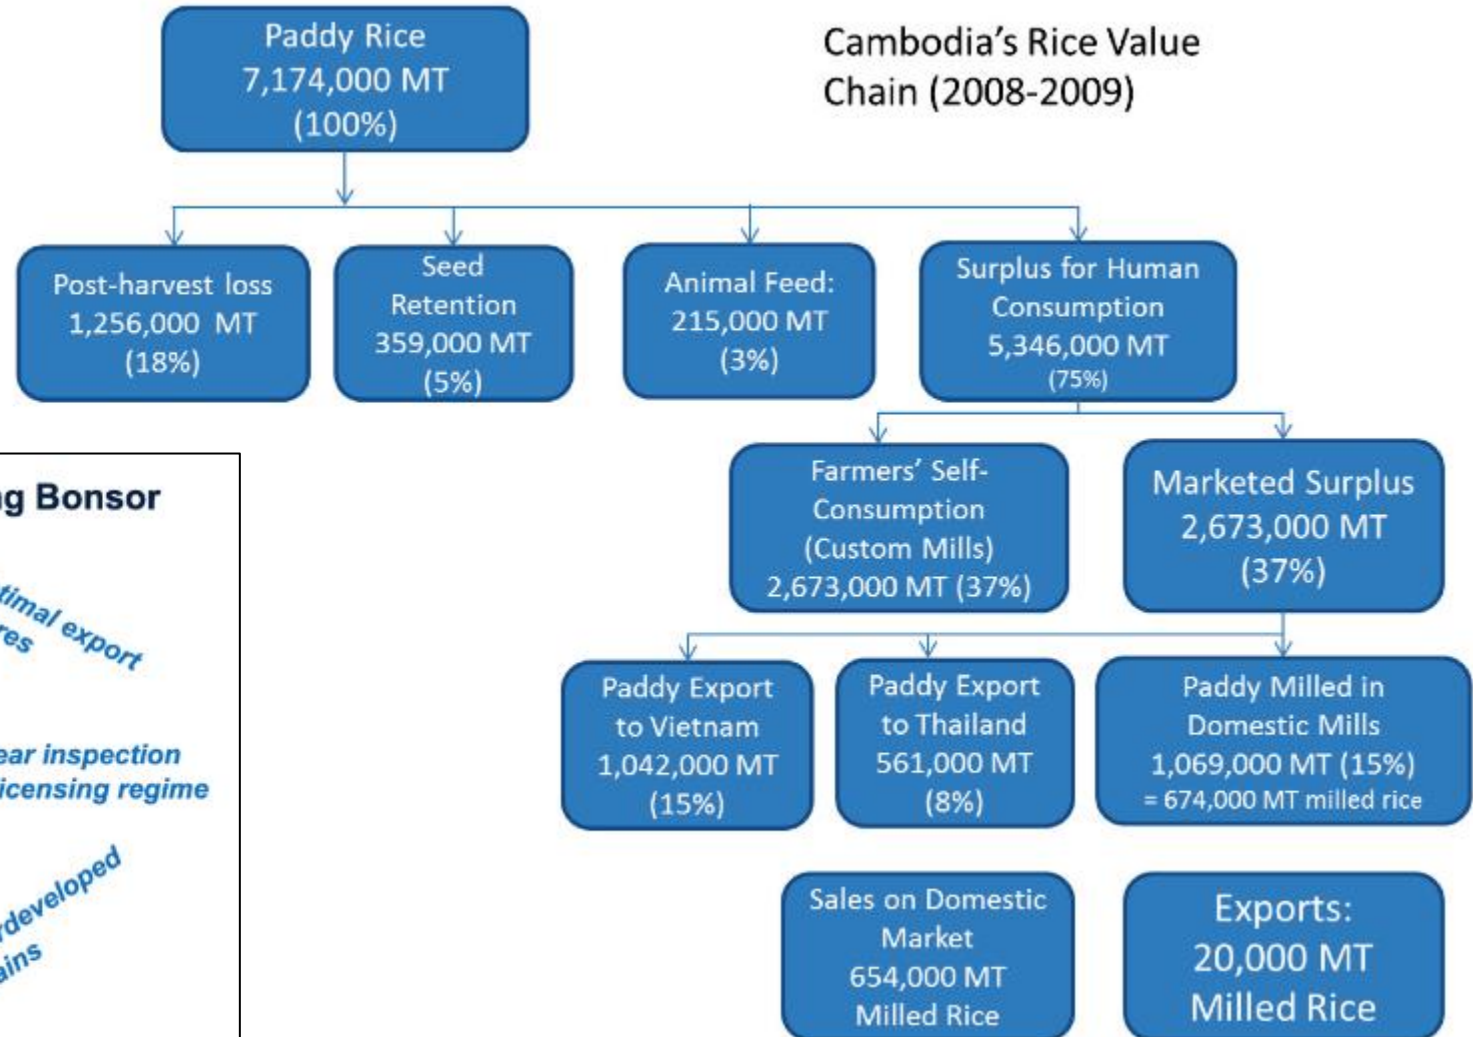 Paddy Rice
7,174,000 MT
(100%)
Cambodia's Rice Value
Chain (2008-2009)
Post-harvest loss
1,256,000 MT
(18%)
Seed
Retention
359,000 MT
(5%)
Animal Feed:
215,000 MT
(3%)
Surplus for Human
Consumption
5,346,000 MT
(75%)
Farmers' Self-
Consumption
(Custom Mills)
2,673,000 MT (37%)
Marketed Surplus
2,673,000 MT
(37%)
Paddy Export
to Vietnam
1,042,000 MT
(15%)
Paddy Export
to Thailand
561,000 MT
(8%)
Paddy Milled in
Domestic Mills
1,069,000 MT (15%)
= 674,000 MT milled rice
Sales on Domestic
Market
654,000 MT
Milled Rice
Exports:
20,000 MT
Milled Rice
Bonsor
export
inspection
licensing regime